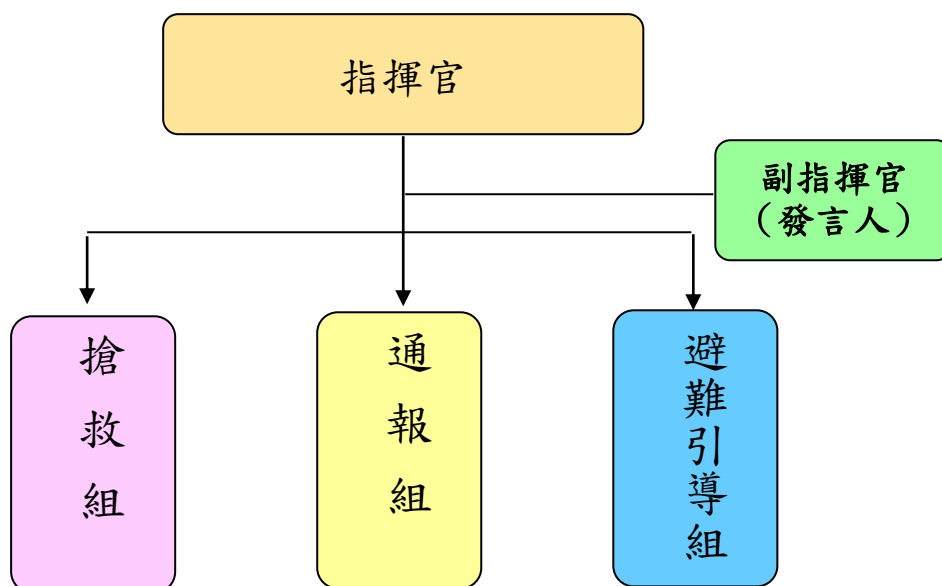 指揮官
副指揮官
（發言人）
搶救組
通報組
避難引導組